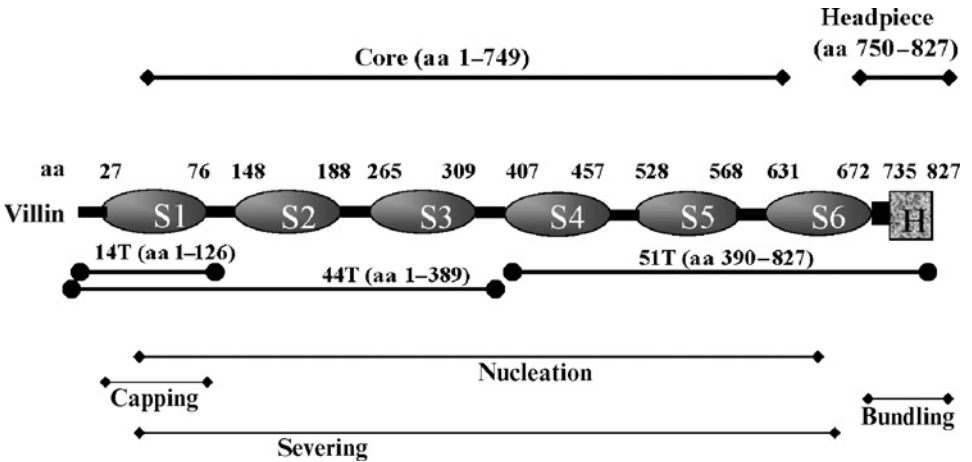 Headpiece
(aa 750–827)
Core (aa 1–749)
aa 27 76 148 188 265 309 407 457 528 568 631 672 735 827
Villin S1 S2 S3 S4 S5 S6 H
14T (aa 1–126)
44T (aa 1–389)
51T (aa 390–827)
Nucleation
Capping
Bundling
Severing